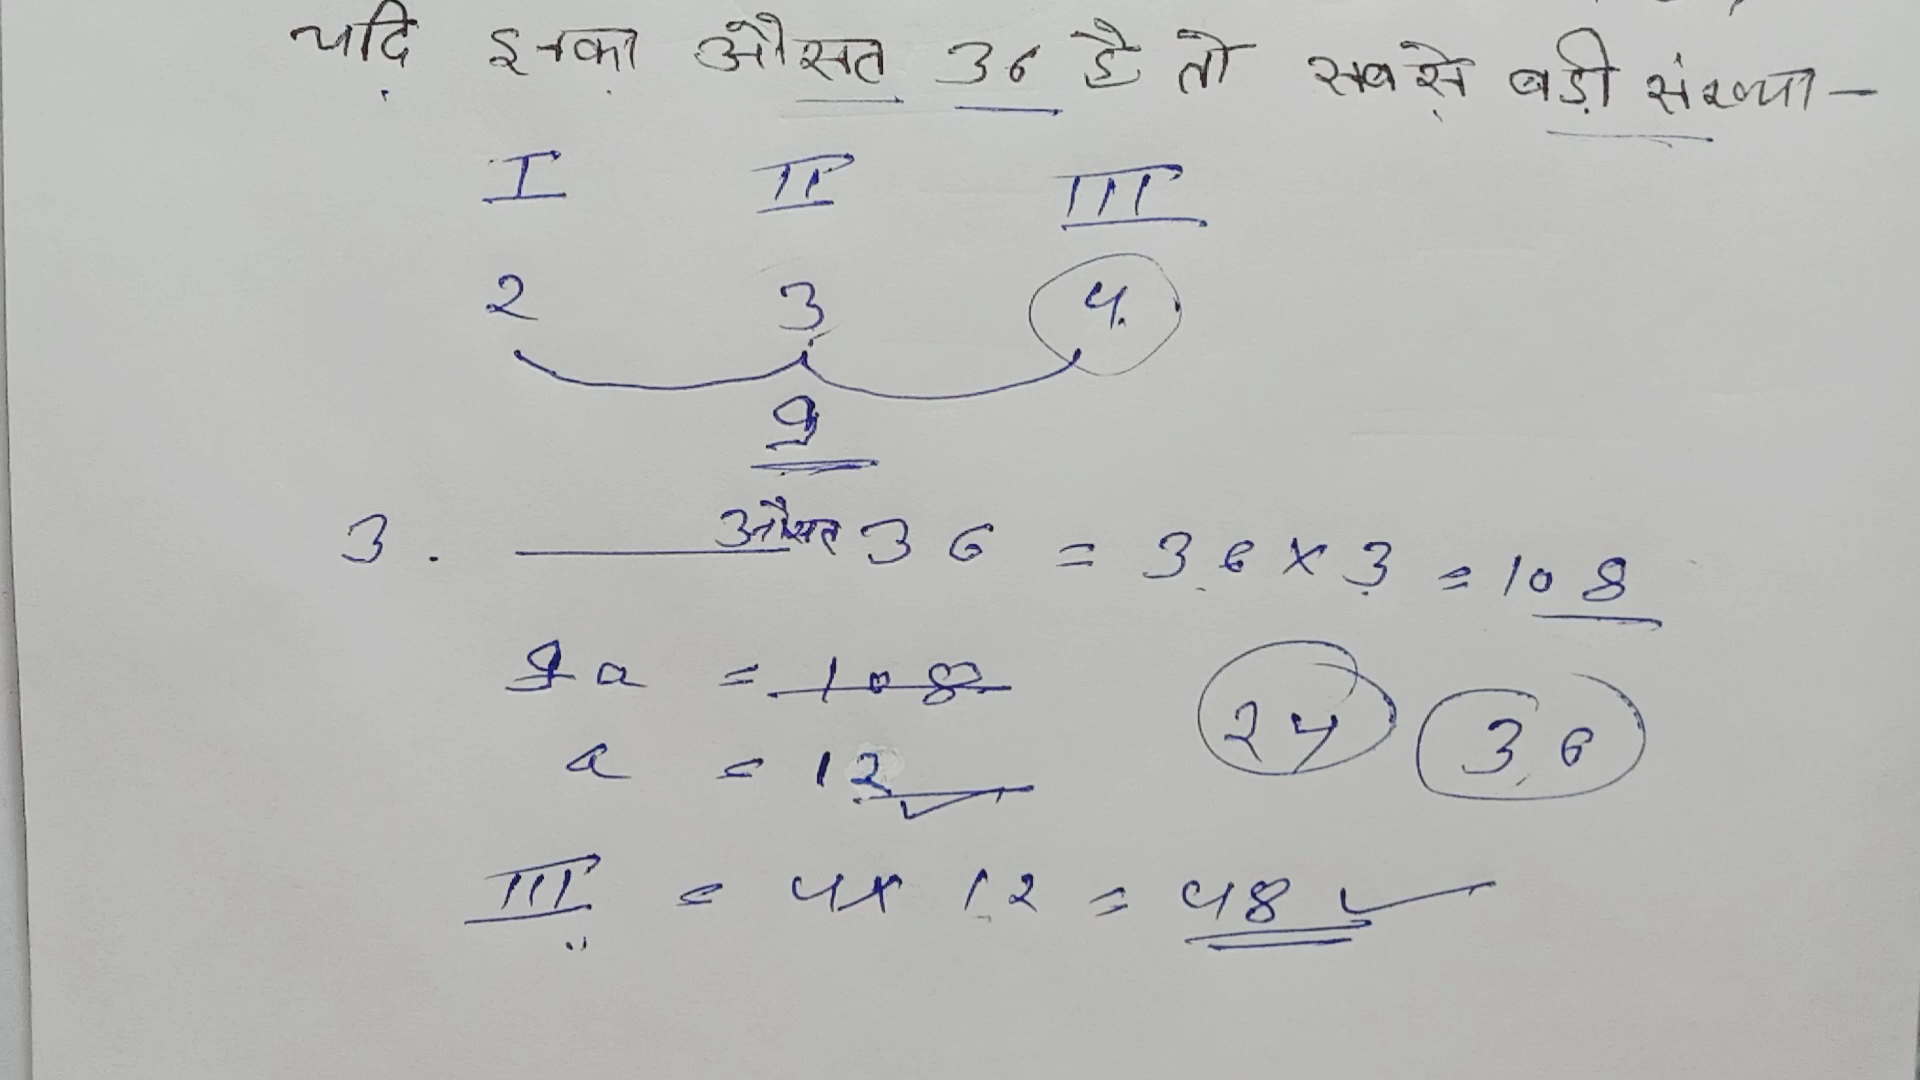 यदि इनका औसत 36 है तो सबसे बड़ी संख्या -
I II III
2 3 4
9
3. औसत 36 = 36 x 3 = 108
9a = 108
a = 12
24 36
III = 4x 12 = 48